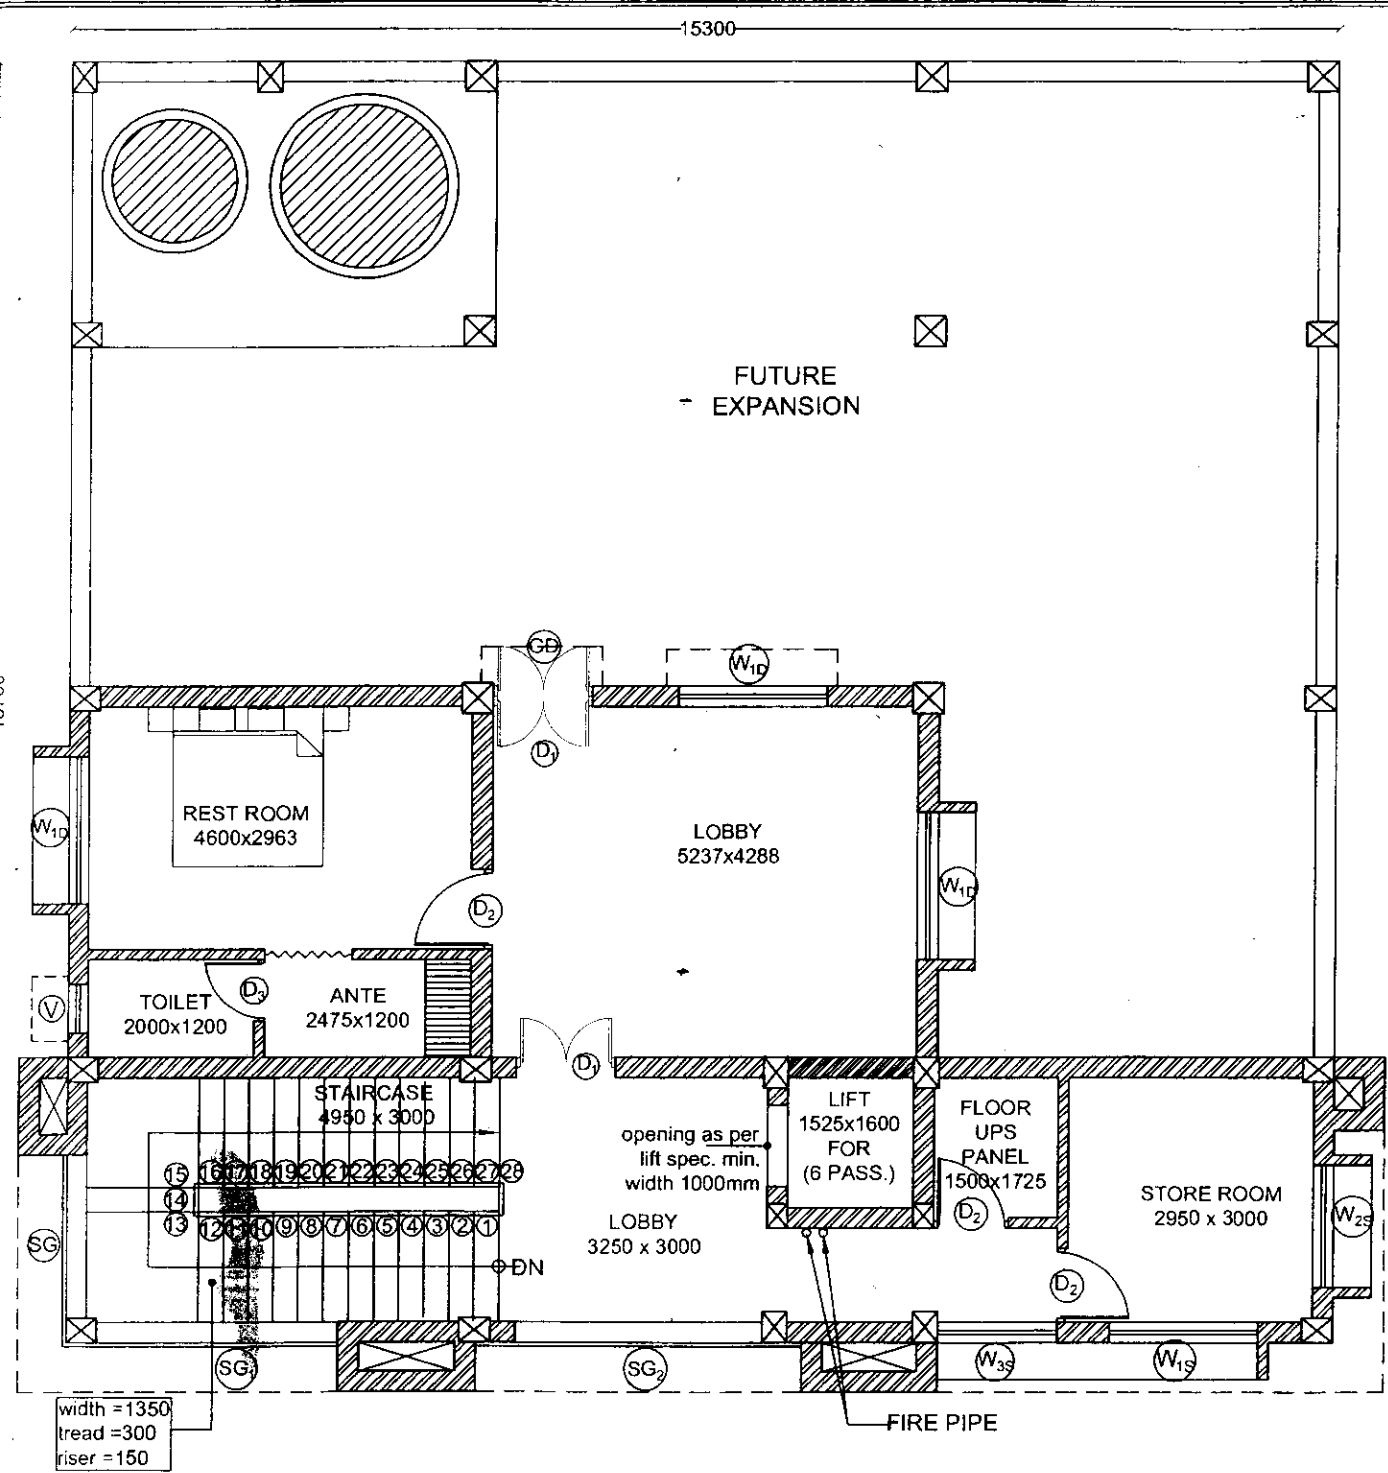 15300
FUTURE
EXPANSION
GD
W1D
D1
REST ROOM
4600x2963
W1D
LOBBY
5237x4288
W1D
D2
TOILET
2000x1200
D3
ANTE
2475x1200
V
D1
STAIRCASE
4950 x 3000
opening as per
lift spec. min.
width 1000mm
LIFT
1525x1600
FOR
(6 PASS.)
FLOOR
UPS
PANEL
1500x1725
15 16 17 18 19 20 21 22 23 24 25 26 27 28
14
13 12 11 10 9 8 7 6 5 4 3 2 1
STORE ROOM
2950 x 3000
W2S
D2
LOBBY
3250 x 3000
SG
DN
D2
SG1
SG2
W3S
W1S
width =1350
tread =300
riser =150
FIRE PIPE